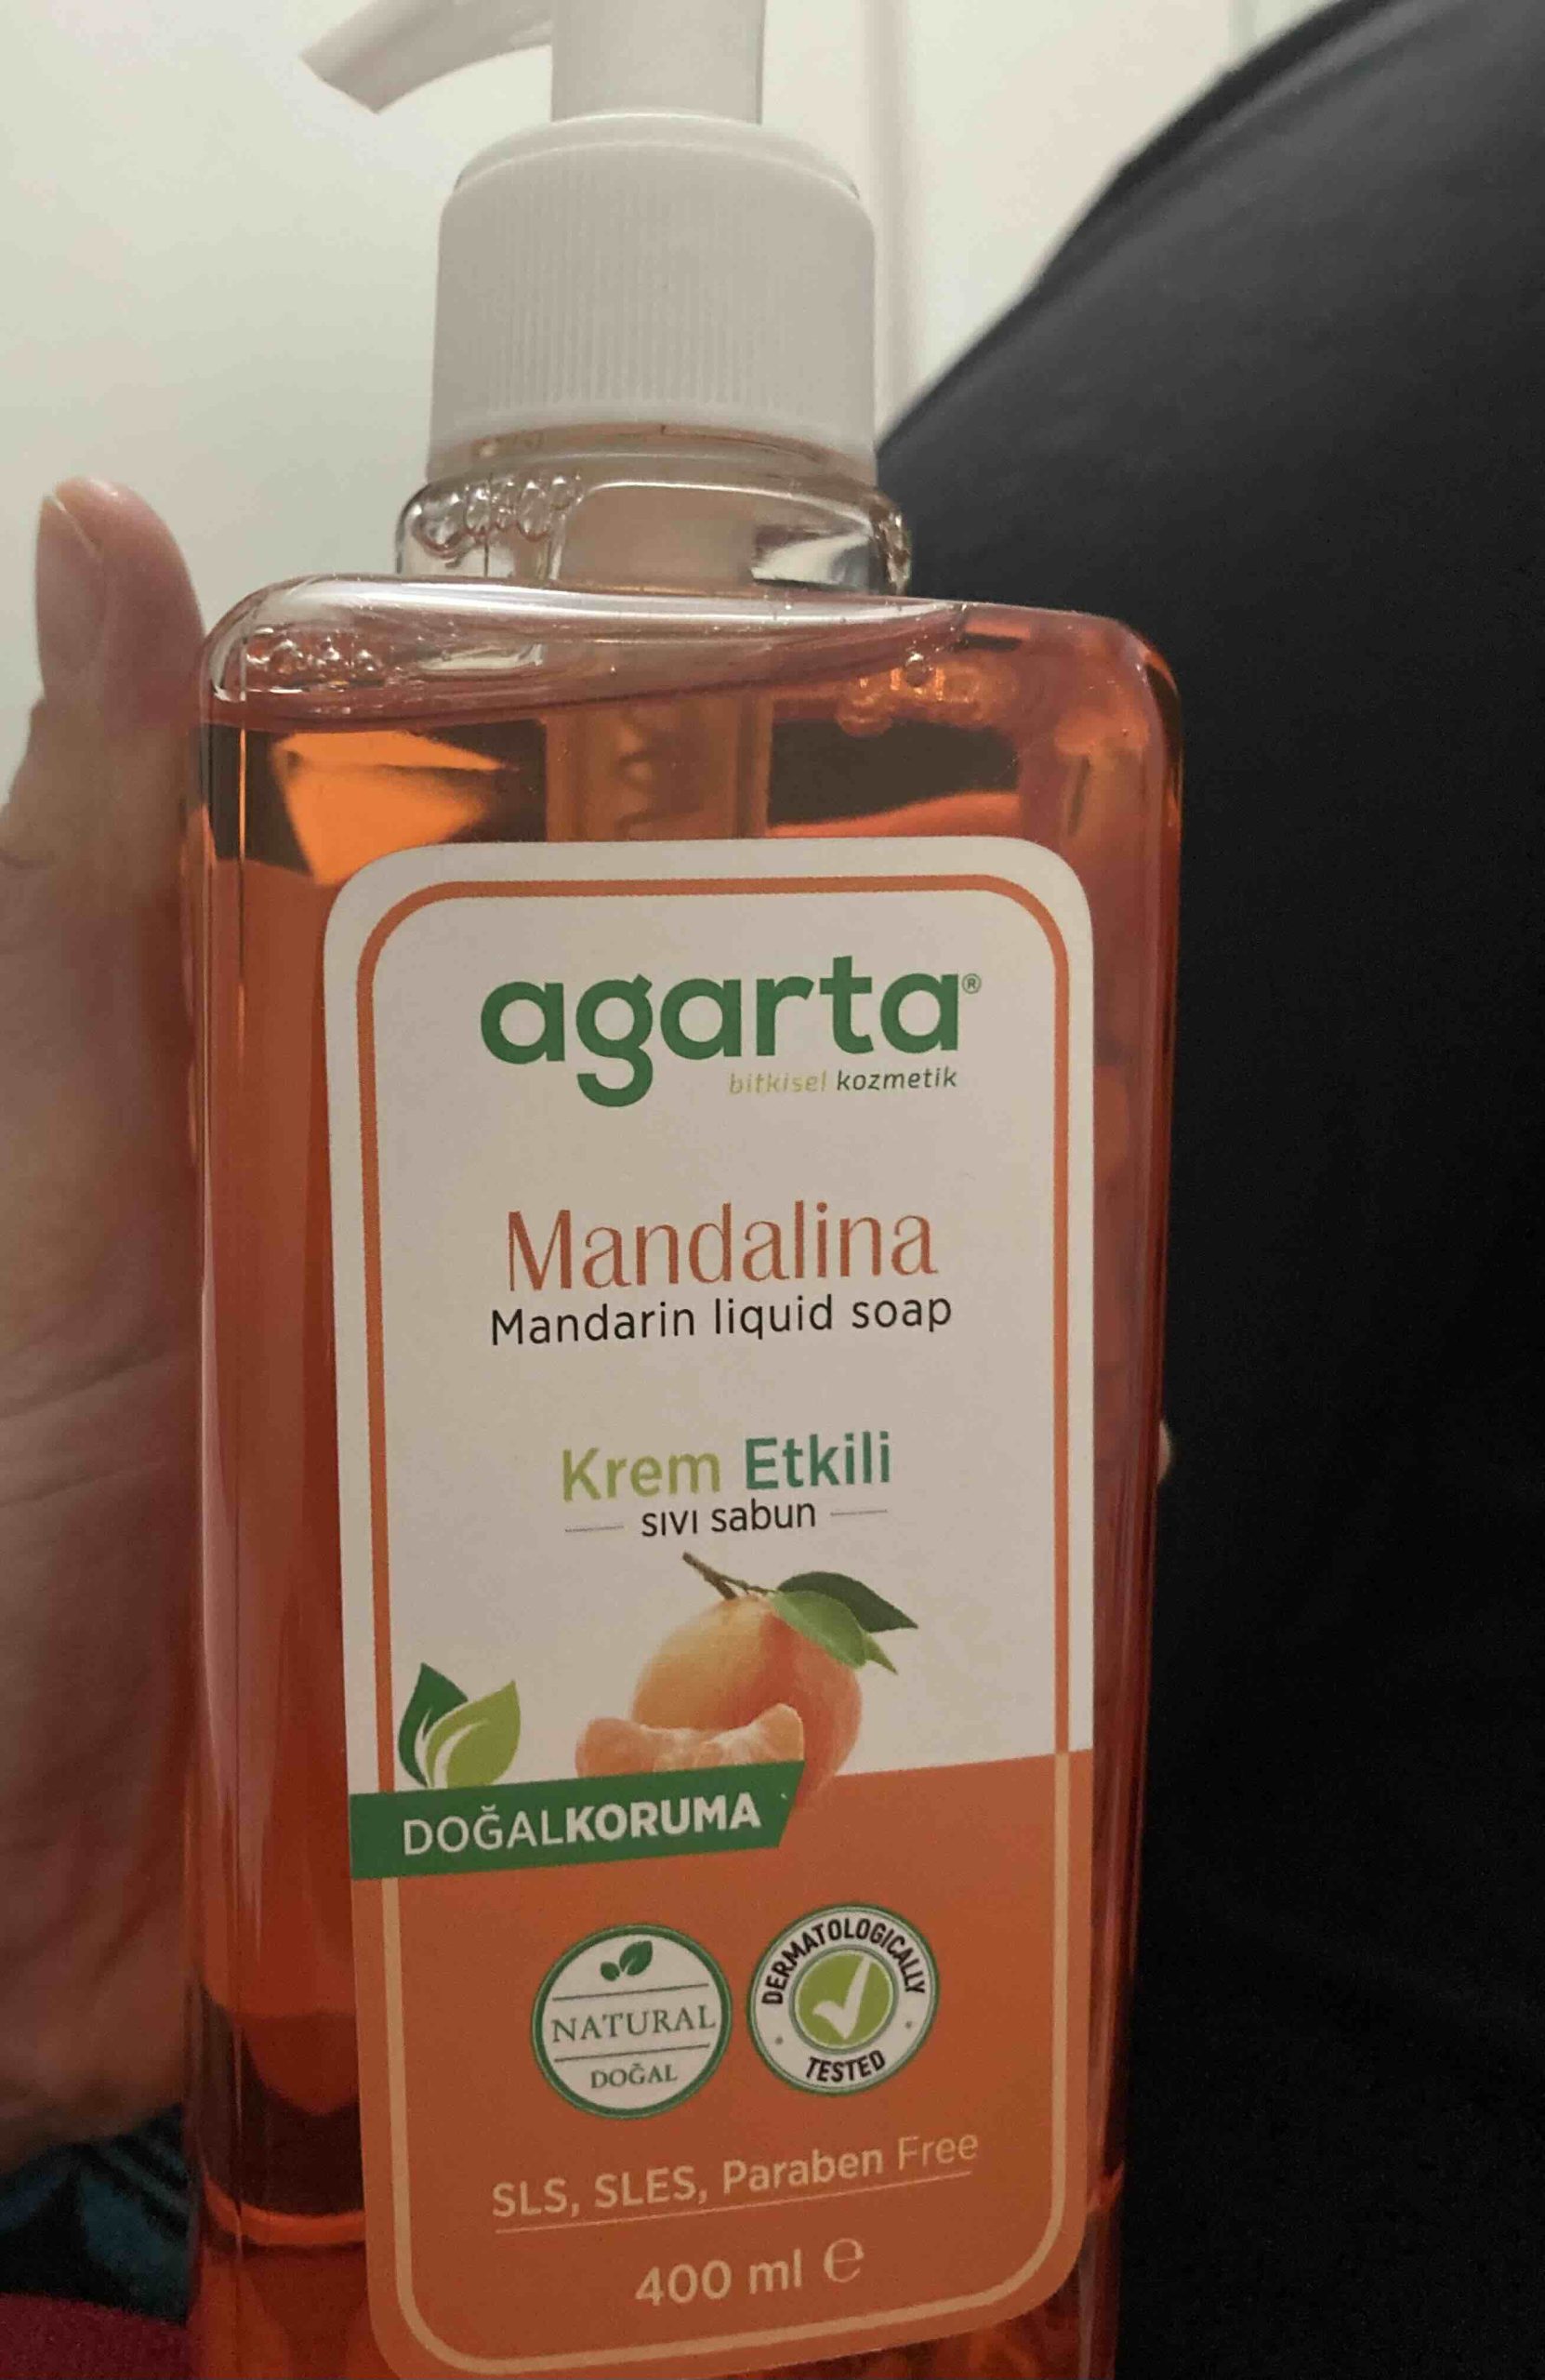 agarta®
bitkisel kozmetik
Mandalina
Mandarin liquid soap
Krem Etkili
sıvı sabun
DOĞALKORUMA
NATURAL
DOĞAL
DERMATOLOGICALLY
TESTED
SLS, SLES, Paraben Free
400 ml ℮